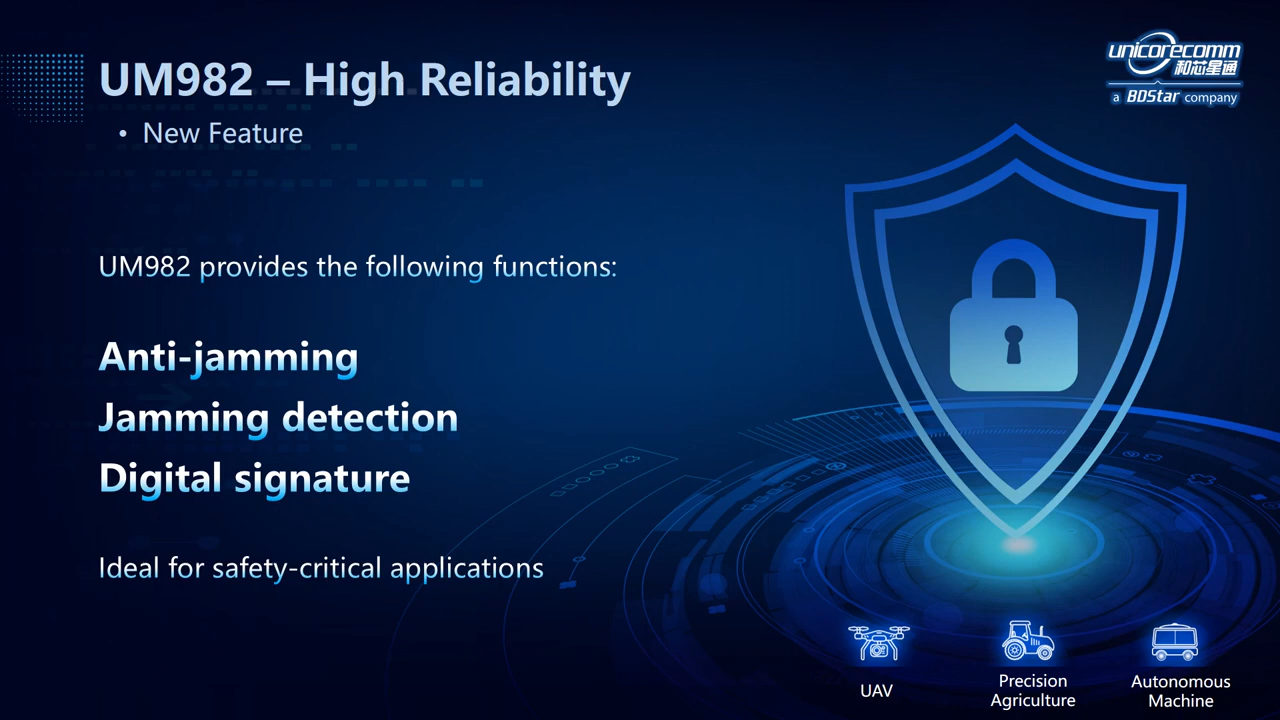 UM982 – High Reliability
• New Feature
unicorecomm
和芯星通
a BDStar company
UM982 provides the following functions:
Anti-jamming
Jamming detection
Digital signature
Ideal for safety-critical applications
UAV
Precision
Agriculture
Autonomous
Machine